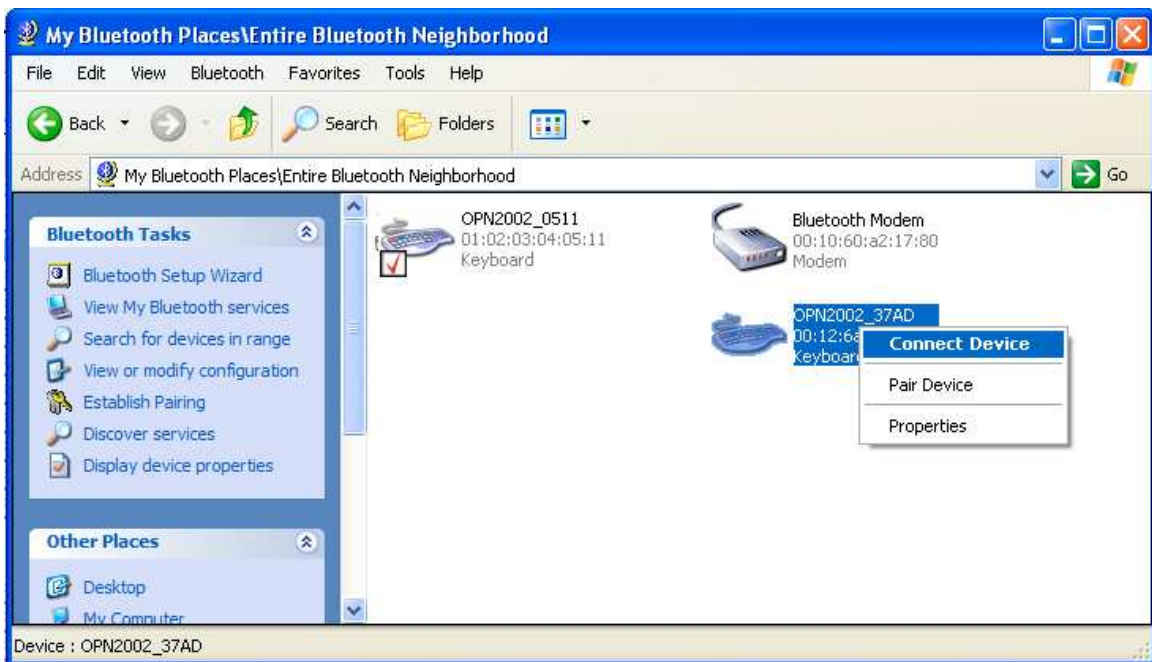 My Bluetooth Places\Entire Bluetooth Neighborhood
File Edit View Bluetooth Favorites Tools Help
Back Search Folders
Address My Bluetooth Places\Entire Bluetooth Neighborhood Go
Bluetooth Tasks
Bluetooth Setup Wizard
View My Bluetooth services
Search for devices in range
View or modify configuration
Establish Pairing
Discover services
Display device properties
Other Places
Desktop
My Computer
OPN2002_0511
01:02:03:04:05:11
Keyboard
Bluetooth Modem
00:10:60:a2:17:80
Modem
OPN2002_37AD
00:12:6a
Keyboard
Connect Device
Pair Device
Properties
Device : OPN2002_37AD